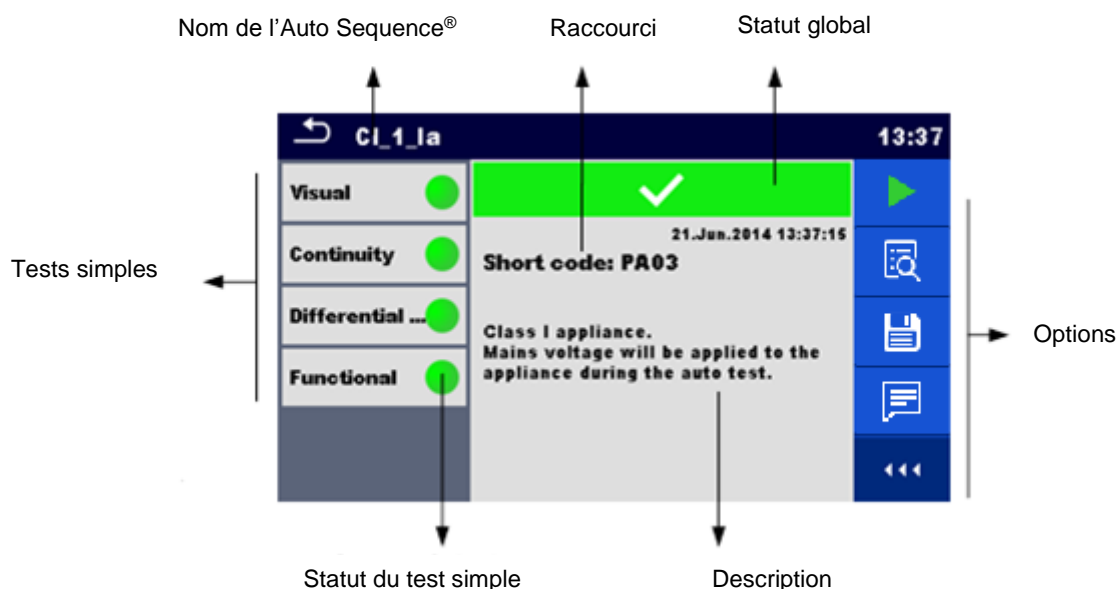 Nom de l'Auto Sequence®
Raccourci
Statut global
Cl_1_Ia
13:37
Visual
Continuity
Differential ...
Functional
21.Jun.2014 13:37:15
Short code: PA03
Class I appliance.
Mains voltage will be applied to the
appliance during the auto test.
Tests simples
Options
Statut du test simple
Description